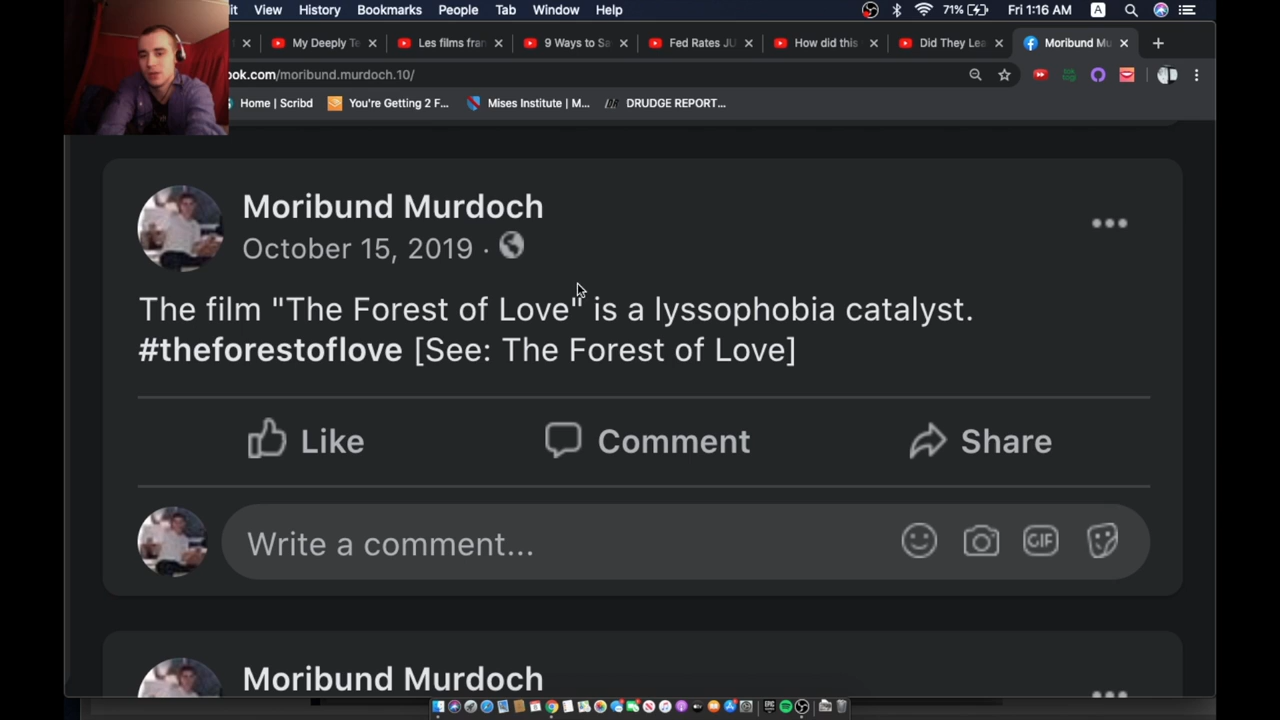 it View History Bookmarks People Tab Window Help 71% Fri 1:16 AM A
My Deeply Te Les films fran 9 Ways to Sa Fed Rates JU How did this Did They Lea Moribund Mu
ook.com/moribund.murdoch.10/
Home | Scribd You're Getting 2 F... Mises Institute | M... DRUDGE REPORT...
Moribund Murdoch
October 15, 2019 ·
The film "The Forest of Love" is a lyssophobia catalyst.
#theforestoflove [See: The Forest of Love]
Like Comment Share
Write a comment... GIF
Moribund Murdoch